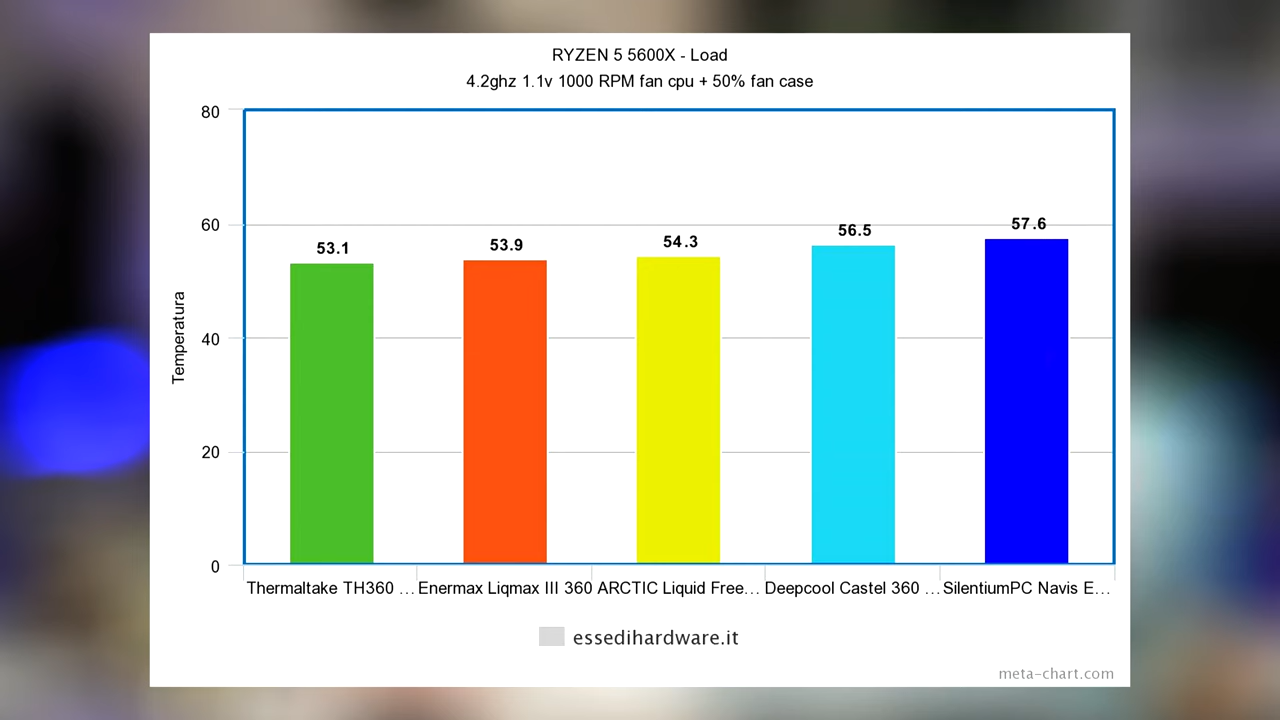 RYZEN 5 5600X - Load
4.2ghz 1.1v 1000 RPM fan cpu + 50% fan case
80
60
40
20
0
Temperatura
53.1
53.9
54.3
56.5
57.6
Thermaltake TH360 ...
Enermax Liqmax III 360
ARCTIC Liquid Free...
Deepcool Castel 360 ...
SilentiumPC Navis E...
essedihardware.it
meta-chart.com